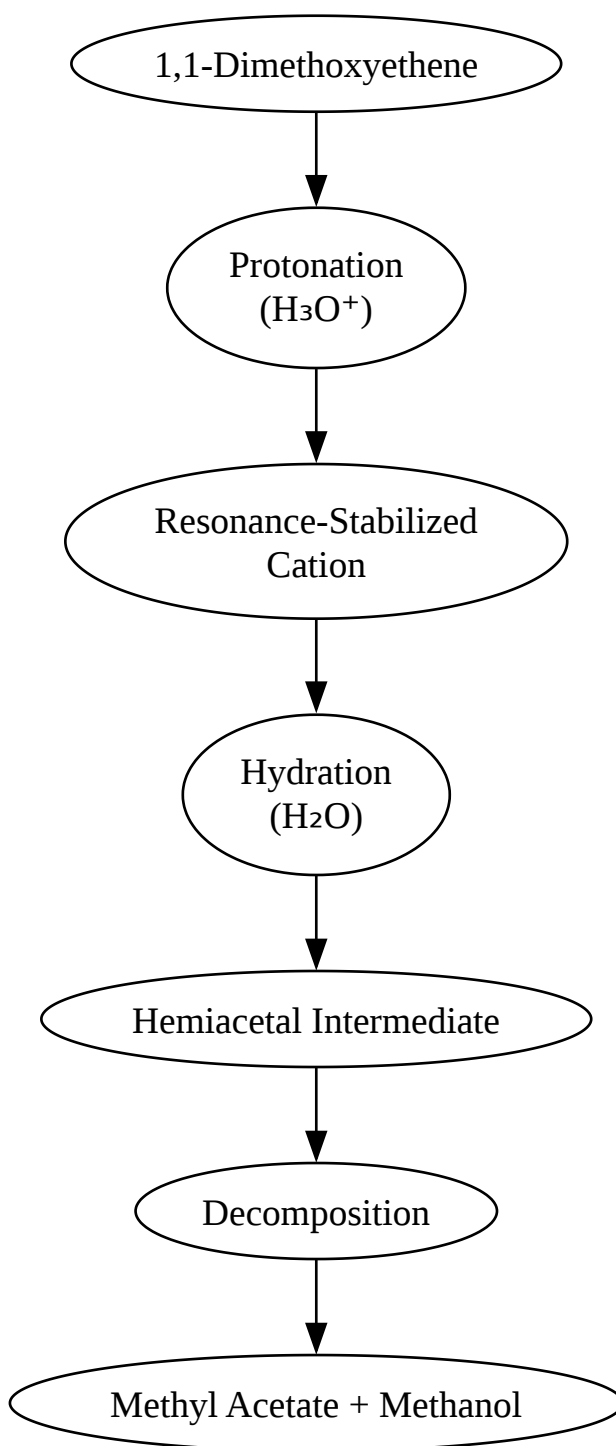 1,1-Dimethoxyethene
Protonation
(H₃O⁺)
Resonance-Stabilized
Cation
Hydration
(H₂O)
Hemiacetal Intermediate
Decomposition
Methyl Acetate + Methanol